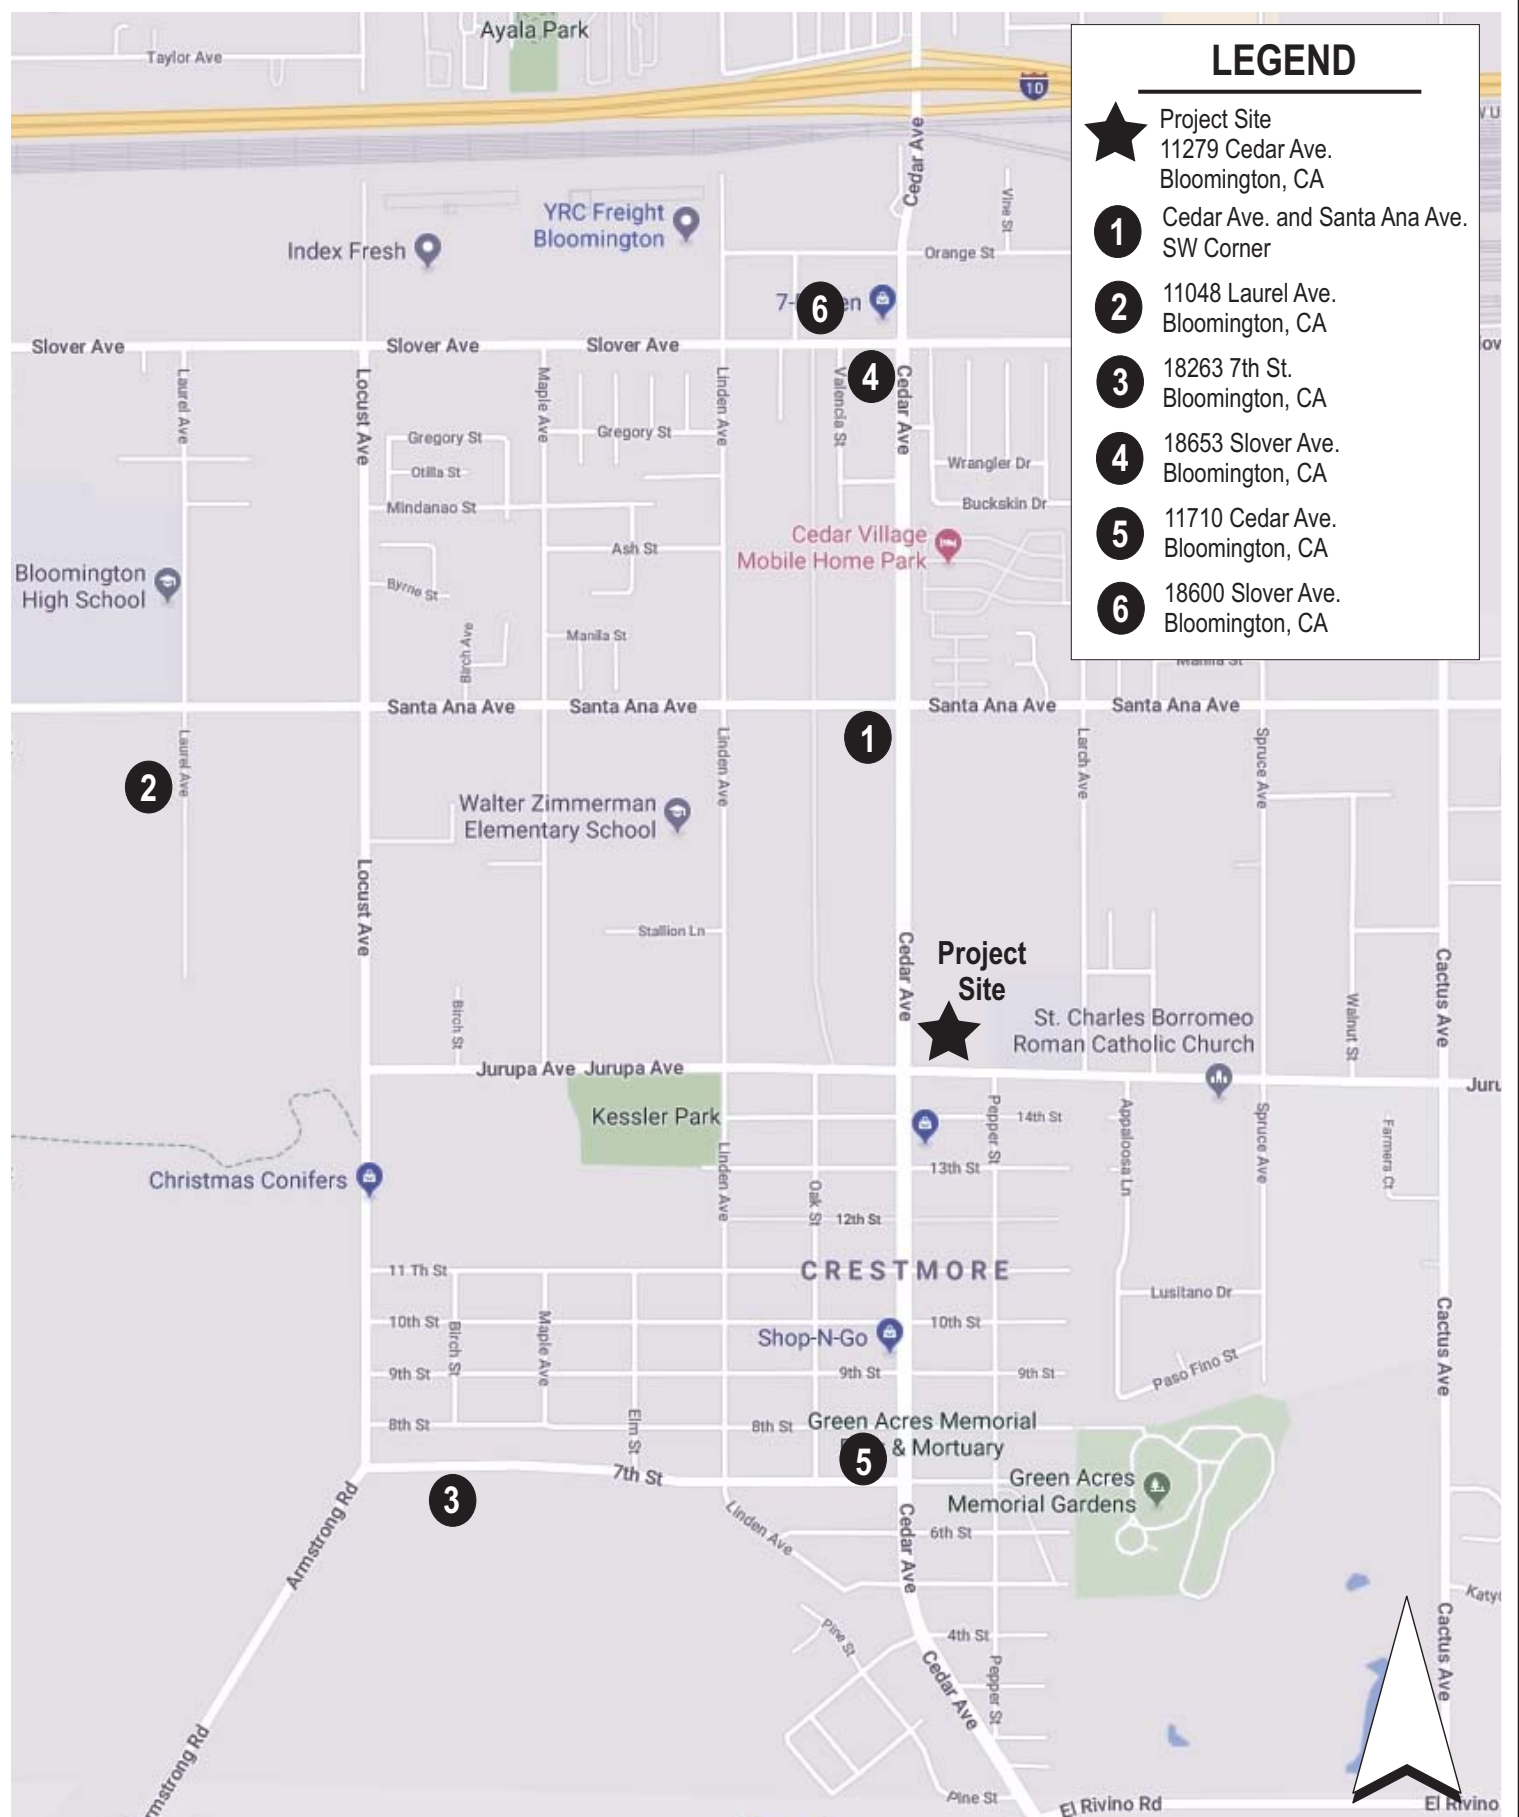 Ayala Park
Taylor Ave
10
Cedar Ave
LEGEND
Project Site
11279 Cedar Ave.
Bloomington, CA
1
Cedar Ave. and Santa Ana Ave.
SW Corner
2
11048 Laurel Ave.
Bloomington, CA
3
18263 7th St.
Bloomington, CA
4
18653 Slover Ave.
Bloomington, CA
5
11710 Cedar Ave.
Bloomington, CA
6
18600 Slover Ave.
Bloomington, CA
YRC Freight
Bloomington
Index Fresh
Vine St
Orange St
6
Slover Ave
Slover Ave
Slover Ave
4
Laurel Ave
Locust Ave
Maple Ave
Linden Ave
Valencia St
Cedar Ave
Gregory St
Gregory St
Otilla St
Wrangler Dr
Mindanao St
Buckskin Dr
Cedar Village
Mobile Home Park
Ash St
Bloomington
High School
Byrne St
Birch Ave
Manila St
Manila St
Santa Ana Ave
Santa Ana Ave
Santa Ana Ave
Santa Ana Ave
1
2
Laurel Ave
Linden Ave
Larch Ave
Spruce Ave
Walter Zimmerman
Elementary School
Locust Ave
Stallion Ln
Cedar Ave
Project
Site
Cactus Ave
Birch St
Walnut St
St. Charles Borromeo
Roman Catholic Church
Jurupa Ave
Jurupa Ave
Juru
Kessler Park
14th St
Pepper St
Appaloosa Ln
Spruce Ave
Farmera Ct
Linden Ave
13th St
Christmas Conifers
Oak St
12th St
CRESTMORE
11 Th St
Lusitano Dr
10th St
Birch St
Maple Ave
Shop-N-Go
10th St
Cactus Ave
9th St
9th St
9th St
Paso Fino St
8th St
Elm St
8th St
Green Acres Memorial
& Mortuary
5
7th St
Green Acres
Memorial Gardens
3
Armstrong Rd
Linden Ave
Cedar Ave
6th St
Katy
Pine St
4th St
Cedar Ave
Pepper St
Cactus Ave
Armstrong Rd
Pine St
El Rivino Rd
El Rivino